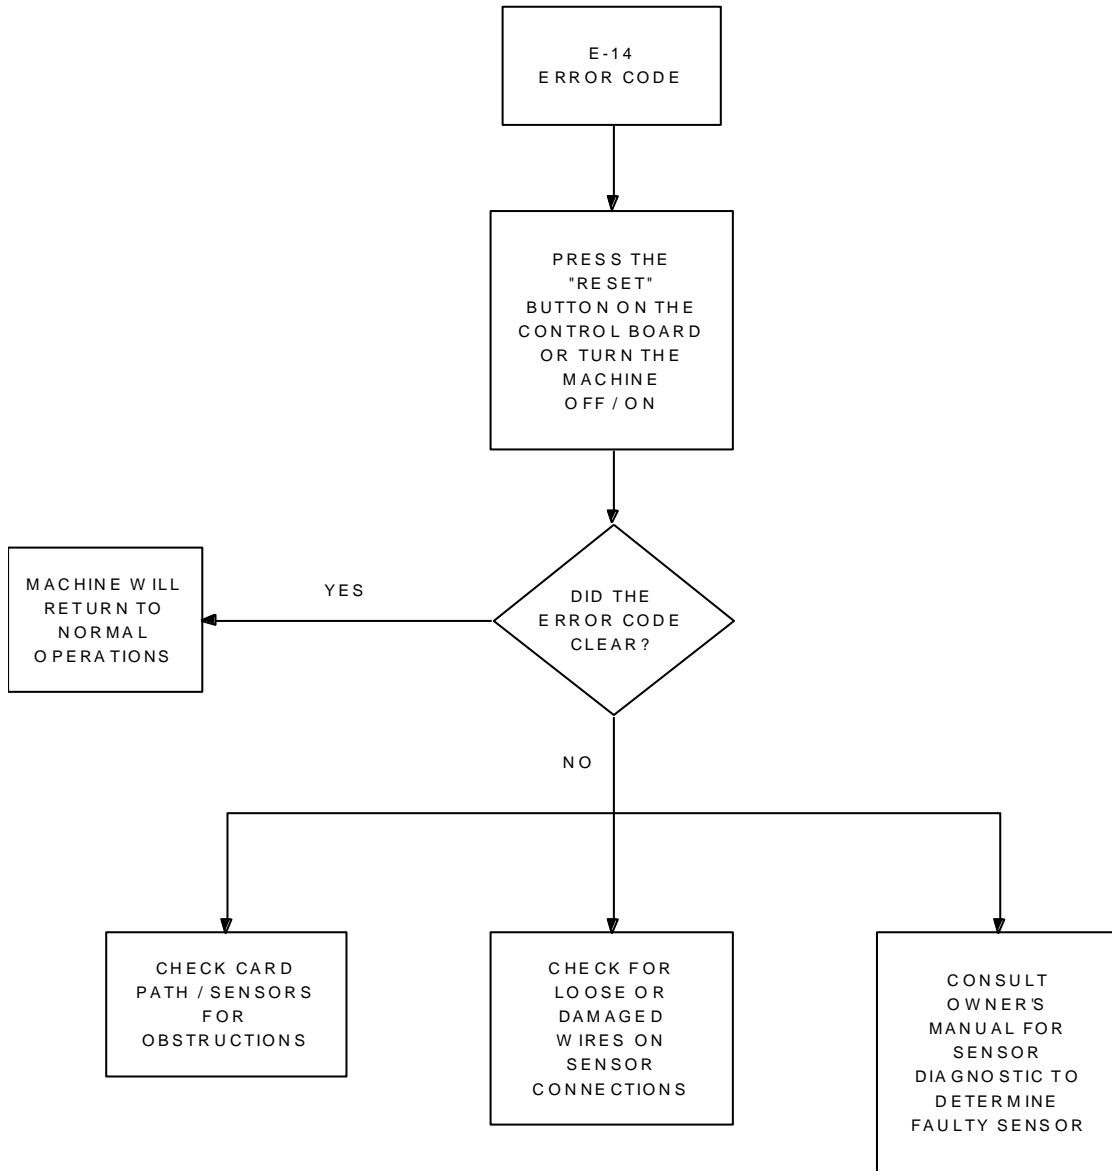 E-14
ERROR CODE
PRESS THE
"RESET"
BUTTON ON THE
CONTROL BOARD
OR TURN THE
MACHINE
OFF / ON
DID THE
ERROR CODE
CLEAR?
YES
MACHINE WILL
RETURN TO
NORMAL
OPERATIONS
NO
CHECK CARD
PATH / SENSORS
FOR
OBSTRUCTIONS
CHECK FOR
LOOSE OR
DAMAGED
WIRES ON
SENSOR
CONNECTIONS
CONSULT
OWNER'S
MANUAL FOR
SENSOR
DIAGNOSTIC TO
DETERMINE
FAULTY SENSOR